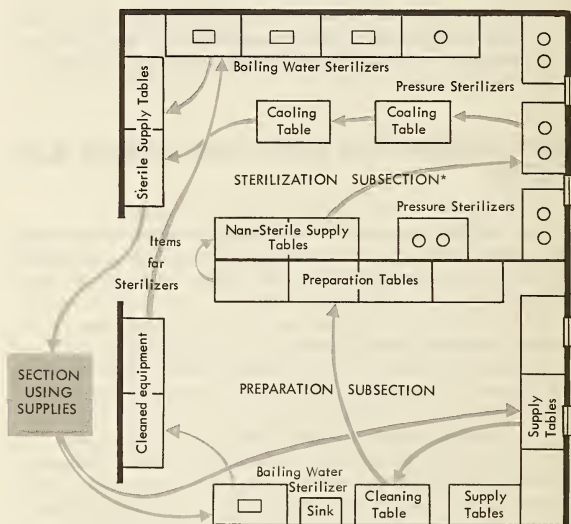 Boiling Water Sterilizers
Pressure Sterilizers
Sterile Supply Tables
Caoling
Table
Coaling
Table
STERILIZATION SUBSECTION*
Pressure Sterilizers
Nan-Sterile Supply
Tables
Items
far
Sterilizers
Preparation Tables
Cleaned equipment
SECTION
USING
SUPPLIES
PREPARATION SUBSECTION
Supply
Tables
Bailing Water
Sterilizer
Sink
Cleaning
Table
Supply
Tables